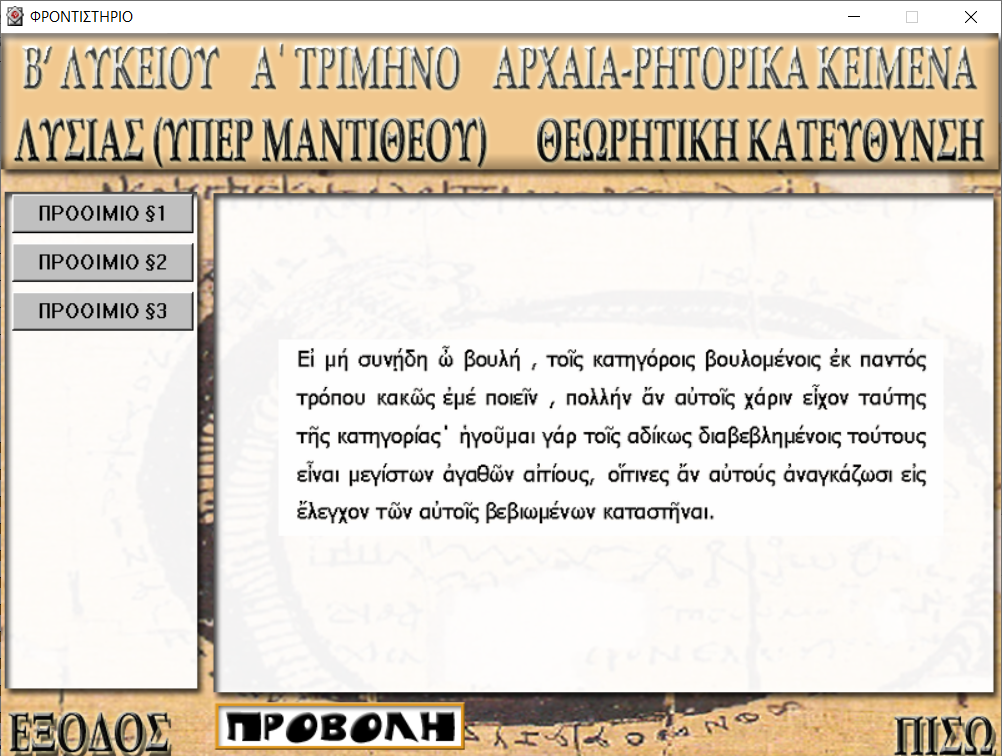 ΦΡΟΝΤΙΣΤΗΡΙΟ
Β΄ ΛΥΚΕΙΟΥ Α΄ ΤΡΙΜΗΝΟ ΑΡΧΑΙΑ-ΡΗΤΟΡΙΚΑ ΚΕΙΜΕΝΑ
ΛΥΣΙΑΣ (ΥΠΕΡ ΜΑΝΤΙΘΕΟΥ) ΘΕΩΡΗΤΙΚΗ ΚΑΤΕΥΘΥΝΣΗ
ΠΡΟΟΙΜΙΟ §1
ΠΡΟΟΙΜΙΟ §2
ΠΡΟΟΙΜΙΟ §3
Εἰ μή συνῄδη ὦ βουλή , τοῖς κατηγόροις βουλομένοις ἐκ παντός
τρόπου κακῶς ἐμέ ποιεῖν , πολλήν ἄν αὐτοῖς χάριν εἶχον ταύτης
τῆς κατηγορίας˙ ἡγοῦμαι γάρ τοῖς αδίκως διαβεβλημένοις τούτους
εἶναι μεγίστων ἀγαθῶν αἰτίους, οἵτινες ἄν αὐτούς ἀναγκάζωσι εἰς
ἔλεγχον τῶν αὐτοῖς βεβιωμένων καταστῆναι.
ΕΞΟΔΟΣ
ΠΡΟΒΟΛΗ
ΠΙΣΩ